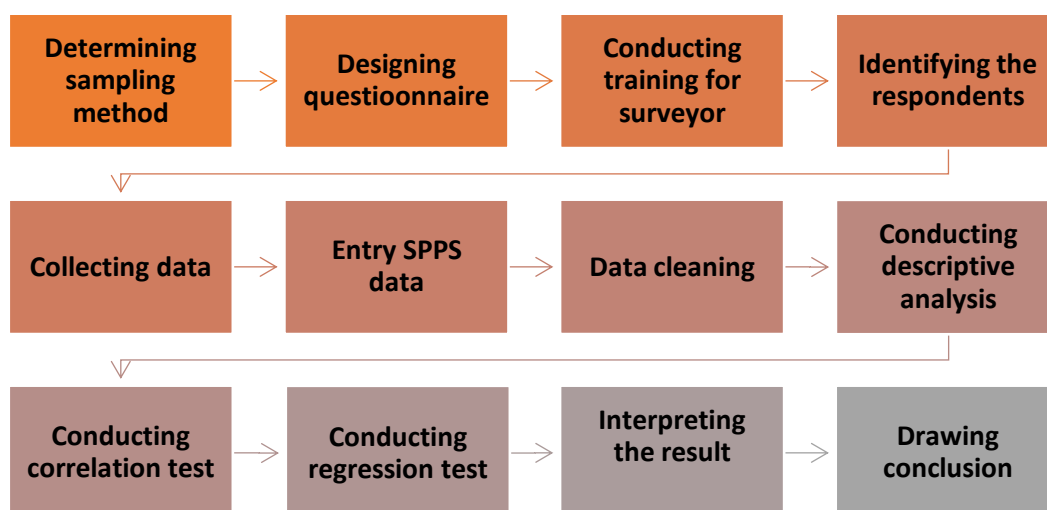 Determining
sampling
method
Designing
questioonnaire
Conducting
training for
surveyor
Identifying the
respondents
Collecting data
Entry SPPS
data
Data cleaning
Conducting
descriptive
analysis
Conducting
correlation test
Conducting
regression test
Interpreting
the result
Drawing
conclusion